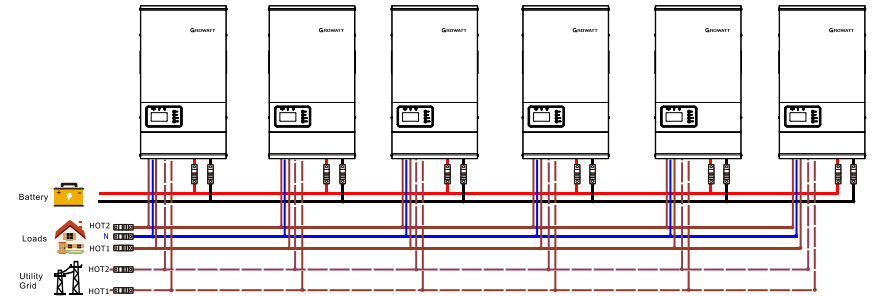 GROWATT GROWATT GROWATT GROWATT GROWATT GROWATT
Battery
HOT2
N
Loads
HOT1
HOT2
Utility
Grid
HOT1